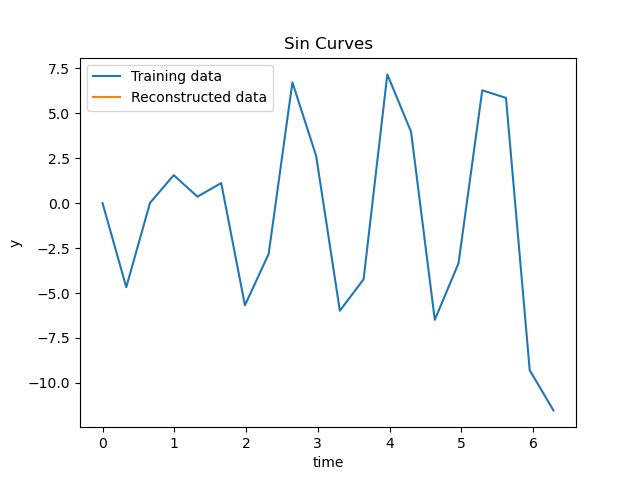 Sin Curves
Training data
Reconstructed data
7.5
5.0
2.5
0.0
−2.5
−5.0
−7.5
−10.0
y
0 1 2 3 4 5 6
time